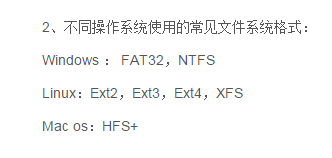 2、不同操作系统使用的常见文件系统格式：
Windows ： FAT32，NTFS
Linux：Ext2，Ext3，Ext4，XFS
Mac os：HFS+